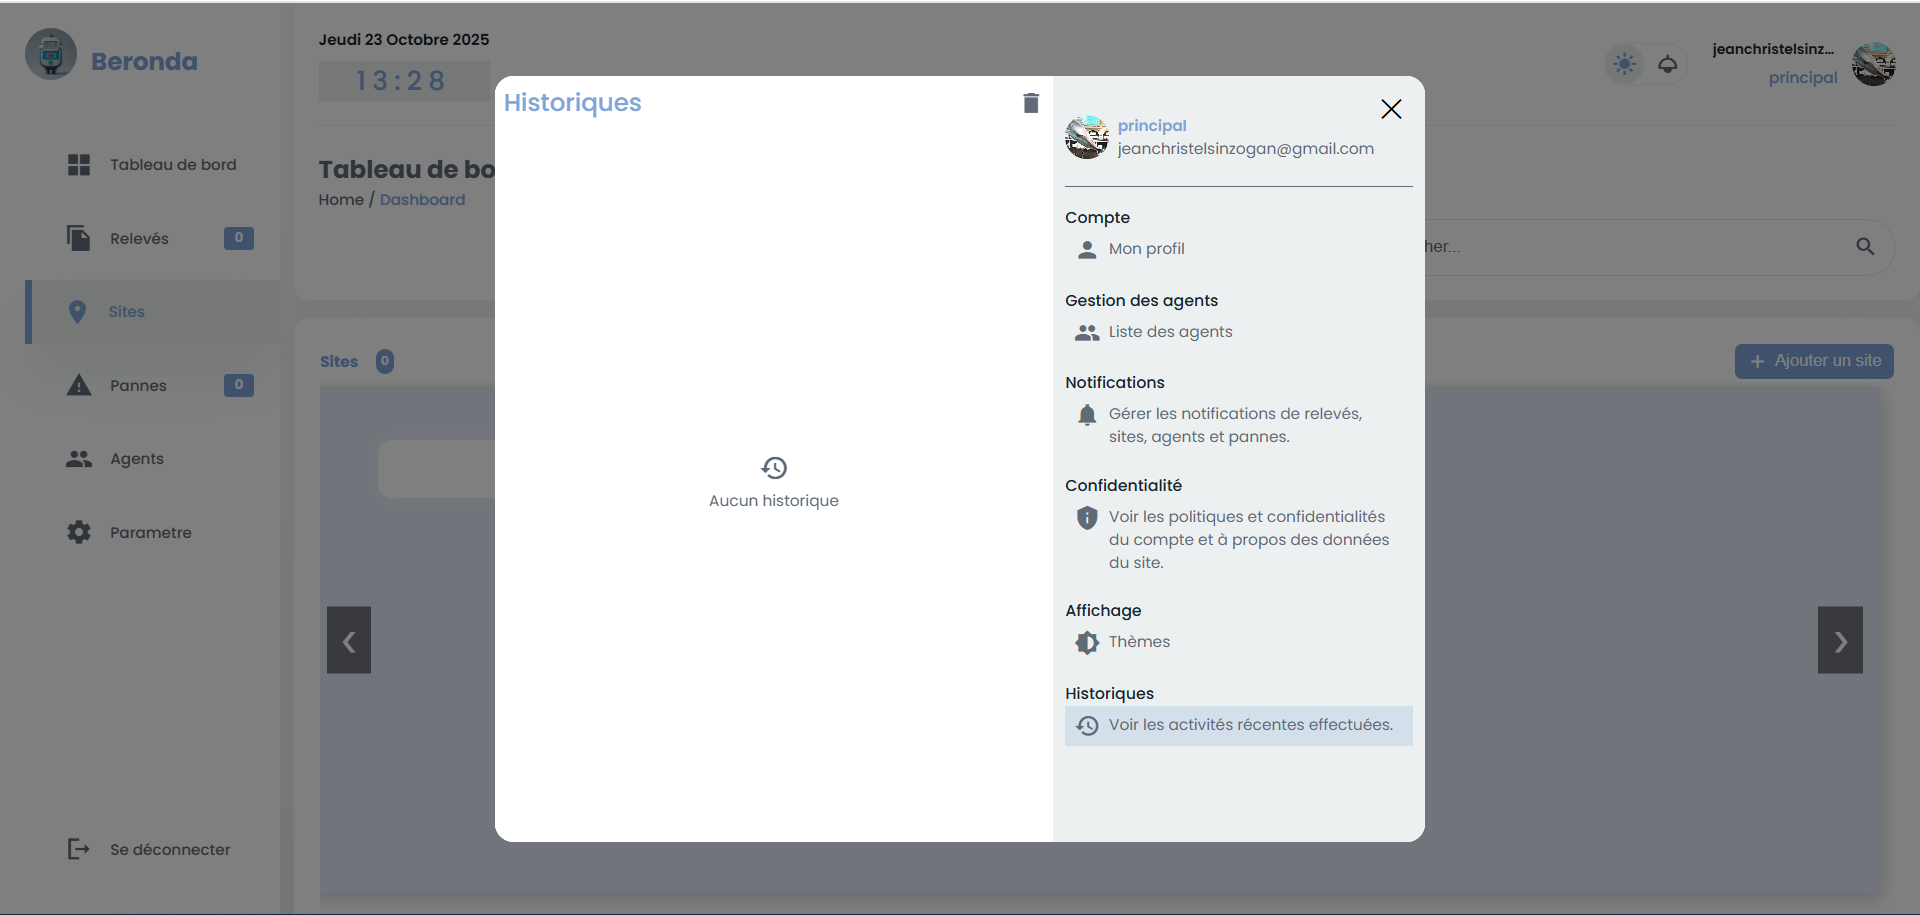 Beronda
Tableau de bord
Relevés 0
Sites
Pannes 0
Agents
Parametre
Se déconnecter
Jeudi 23 Octobre 2025
13:28
jeanchristelsinz...
principal
Tableau de bo
Home / Dashboard
her...
Sites 0
+ Ajouter un site
Historiques
Aucun historique
principal
jeanchristelsinzogan@gmail.com
Compte
Mon profil
Gestion des agents
Liste des agents
Notifications
Gérer les notifications de relevés,
sites, agents et pannes.
Confidentialité
Voir les politiques et confidentialités
du compte et à propos des données
du site.
Affichage
Thèmes
Historiques
Voir les activités récentes effectuées.